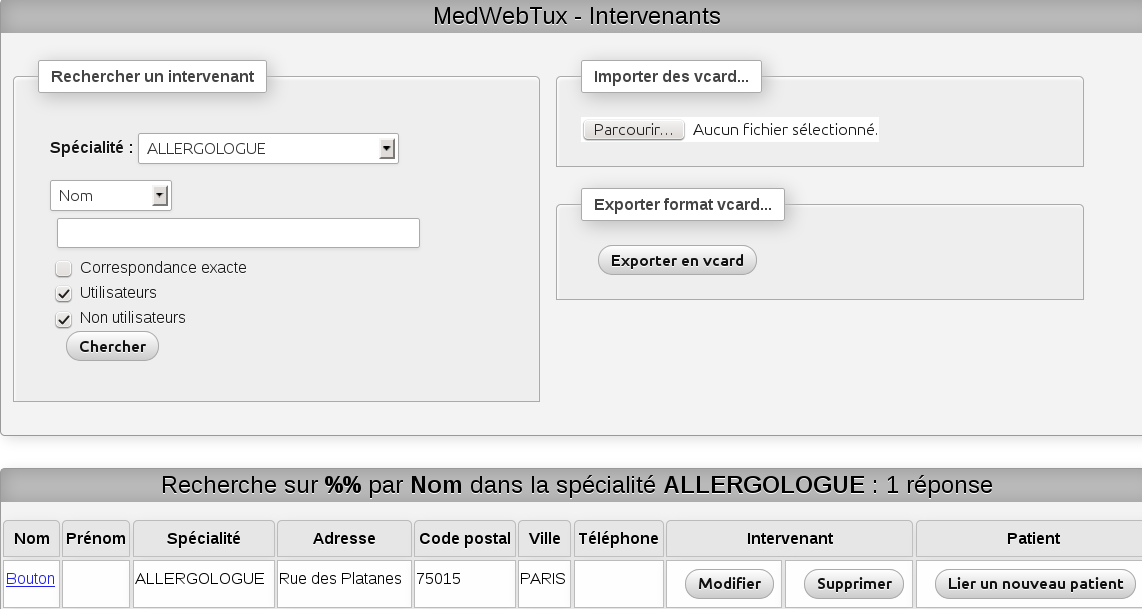 MedWebTux - Intervenants
Rechercher un intervenant
Spécialité : ALLERGOLOGUE
Nom
Correspondance exacte
Utilisateurs
Non utilisateurs
Chercher
Importer des vcard...
Parcourir... Aucun fichier sélectionné.
Exporter format vcard...
Exporter en vcard
Recherche sur %% par Nom dans la spécialité ALLERGOLOGUE : 1 réponse
Nom Prénom Spécialité Adresse Code postal Ville Téléphone Intervenant Patient
Bouton ALLERGOLOGUE Rue des Platanes 75015 PARIS Modifier Supprimer Lier un nouveau patient